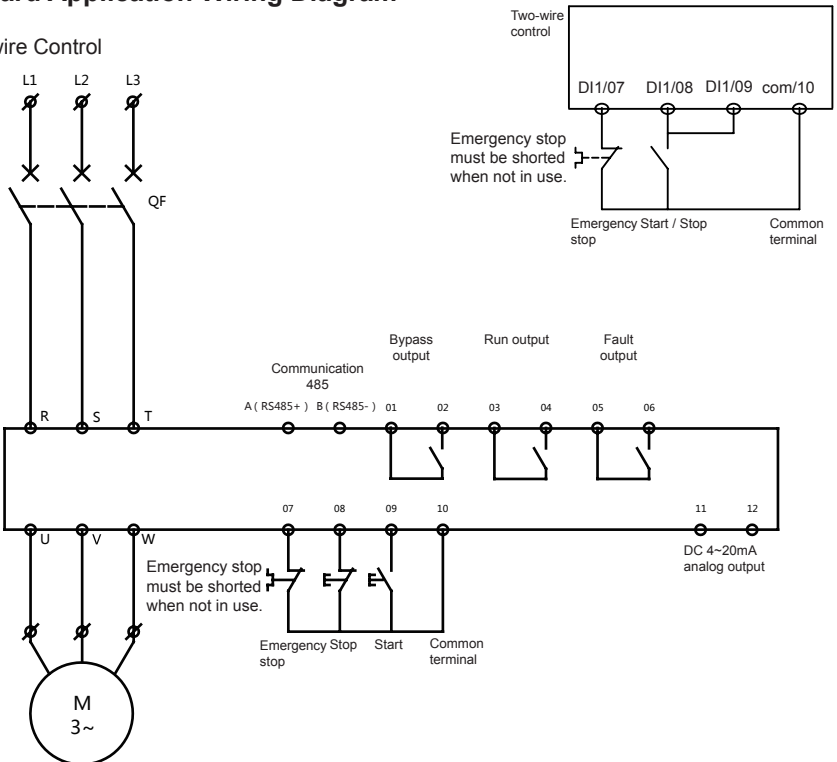 Application Wiring Diagram
Two-wire
control
wire Control
L1 L2 L3
DI1/07 DI1/08 DI1/09 com/10
Emergency stop
must be shorted
when not in use.
QF
Emergency Start / Stop Common
stop terminal
Bypass Run output Fault
output output
Communication
485
A ( RS485+ ) B ( RS485- ) 01 02 03 04 05 06
R S T
07 08 09 10 11 12
U V W
DC 4~20mA
analog output
Emergency stop
must be shorted
when not in use.
Emergency Stop Start Common
stop terminal
M
3~